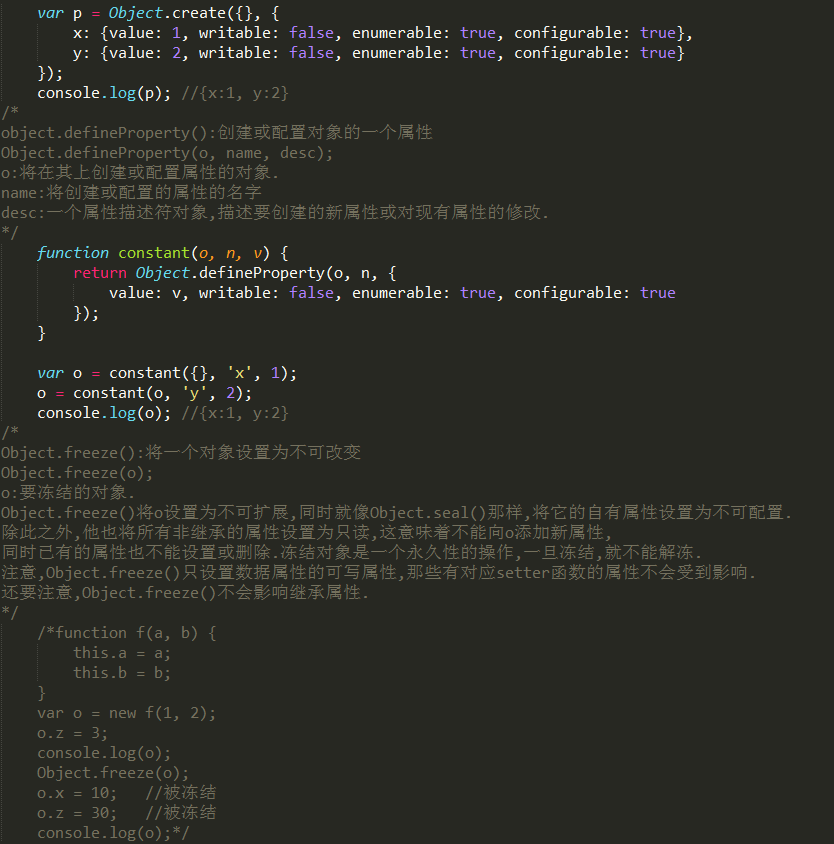 var p = Object.create({}, {
x: {value: 1, writable: false, enumerable: true, configurable: true},
y: {value: 2, writable: false, enumerable: true, configurable: true}
});
console.log(p); //{x:1, y:2}
/*
object.defineProperty():创建或配置对象的一个属性
Object.defineProperty(o, name, desc);
o:将在其上创建或配置属性的对象.
name:将创建或配置的属性的名字
desc:一个属性描述符对象,描述要创建的新属性或对现有属性的修改.
*/
function constant(o, n, v) {
return Object.defineProperty(o, n, {
value: v, writable: false, enumerable: true, configurable: true
});
}
var o = constant({}, 'x', 1);
o = constant(o, 'y', 2);
console.log(o); //{x:1, y:2}
/*
Object.freeze():将一个对象设置为不可改变
Object.freeze(o);
o:要冻结的对象.
Object.freeze()将o设置为不可扩展,同时就像Object.seal()那样,将它的自有属性设置为不可配置.
除此之外,他也将所有非继承的属性设置为只读,这意味着不能向o添加新属性,
同时已有的属性也不能设置或删除.冻结对象是一个永久性的操作,一旦冻结,就不能解冻.
注意,Object.freeze()只设置数据属性的可写属性,那些有对应setter函数的属性不会受到影响.
还要注意,Object.freeze()不会影响继承属性.
*/
/*function f(a, b) {
this.a = a;
this.b = b;
}
var o = new f(1, 2);
o.z = 3;
console.log(o);
Object.freeze(o);
o.x = 10; //被冻结
o.z = 30; //被冻结
console.log(o);*/